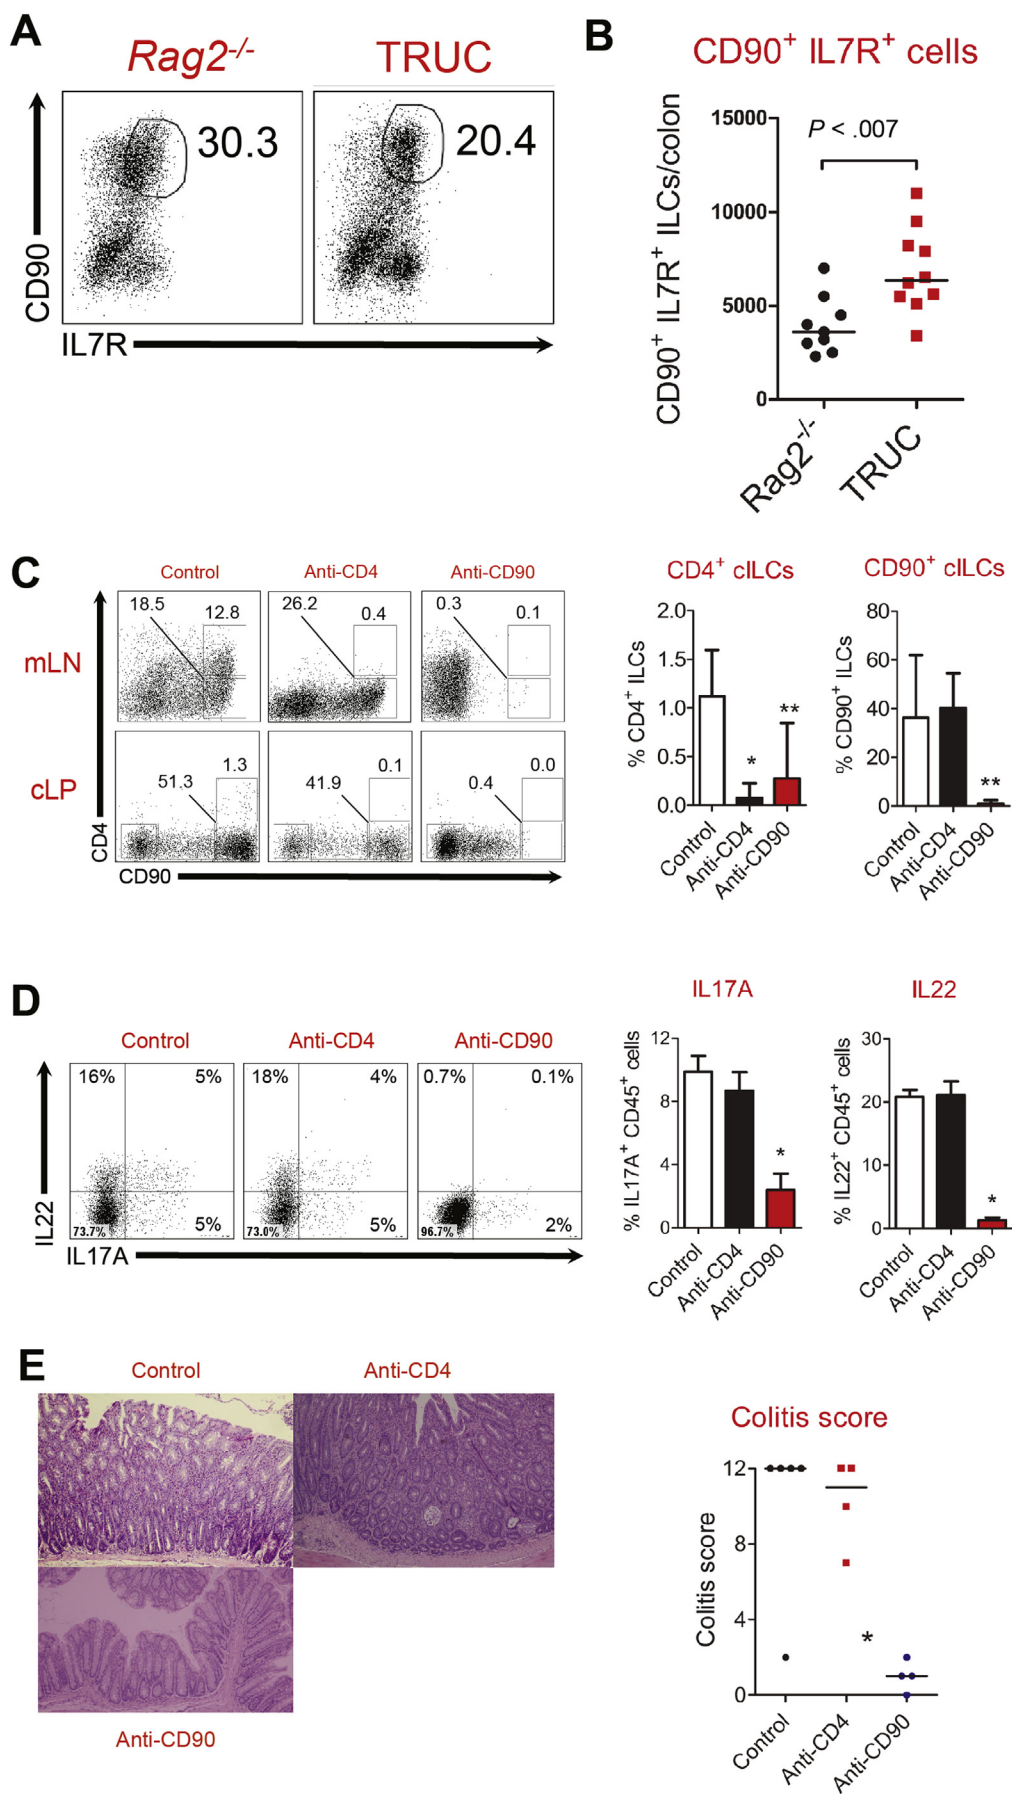 A
Rag2-/-
TRUC
30.3
20.4
CD90
IL7R
B
CD90+ IL7R+ cells
CD90+ IL7R+ ILCs/colon
15000
10000
5000
0
P < .007
Rag2-/-
TRUC
C
Control
Anti-CD4
Anti-CD90
mLN
18.5
12.8
26.2
0.4
0.3
0.1
cLP
51.3
1.3
41.9
0.1
0.4
0.0
CD4
CD90
CD4+ cILCs
% CD4+ ILCs
2.0
1.5
1.0
0.5
0.0
*
**
Control
Anti-CD4
Anti-CD90
CD90+ cILCs
% CD90+ ILCs
80
60
40
20
0
**
Control
Anti-CD4
Anti-CD90
D
Control
Anti-CD4
Anti-CD90
16%
5%
18%
4%
0.7%
0.1%
73.7%
5%
73.0%
5%
96.7%
2%
IL22
IL17A
IL17A
% IL17A+ CD45+ cells
12
8
4
0
*
Control
Anti-CD4
Anti-CD90
IL22
% IL22+ CD45+ cells
30
20
10
0
*
Control
Anti-CD4
Anti-CD90
E
Control
Anti-CD4
Anti-CD90
Colitis score
Colitis score
12
8
4
0
*
Control
Anti-CD4
Anti-CD90